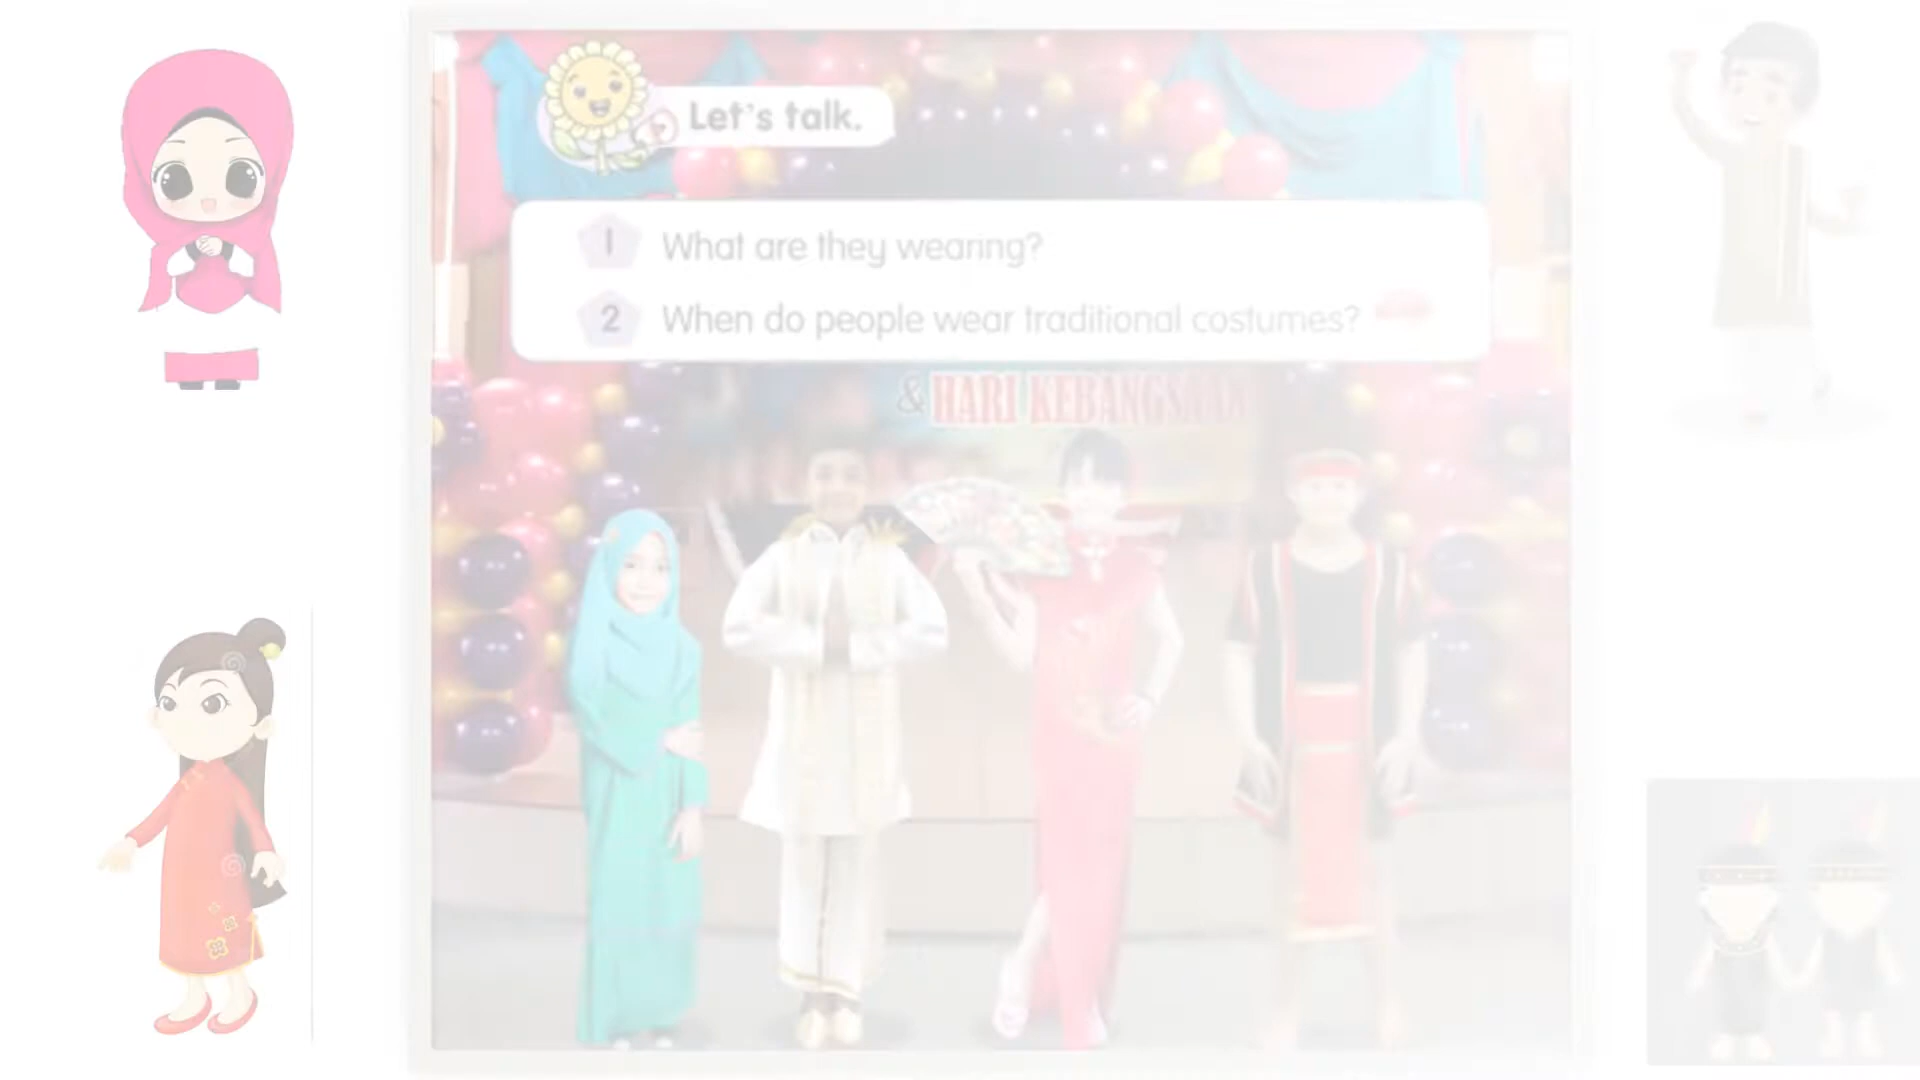 Let's talk.
1 What are they wearing?
2 When do people wear traditional costumes?
& HARI KEBANGSAAN